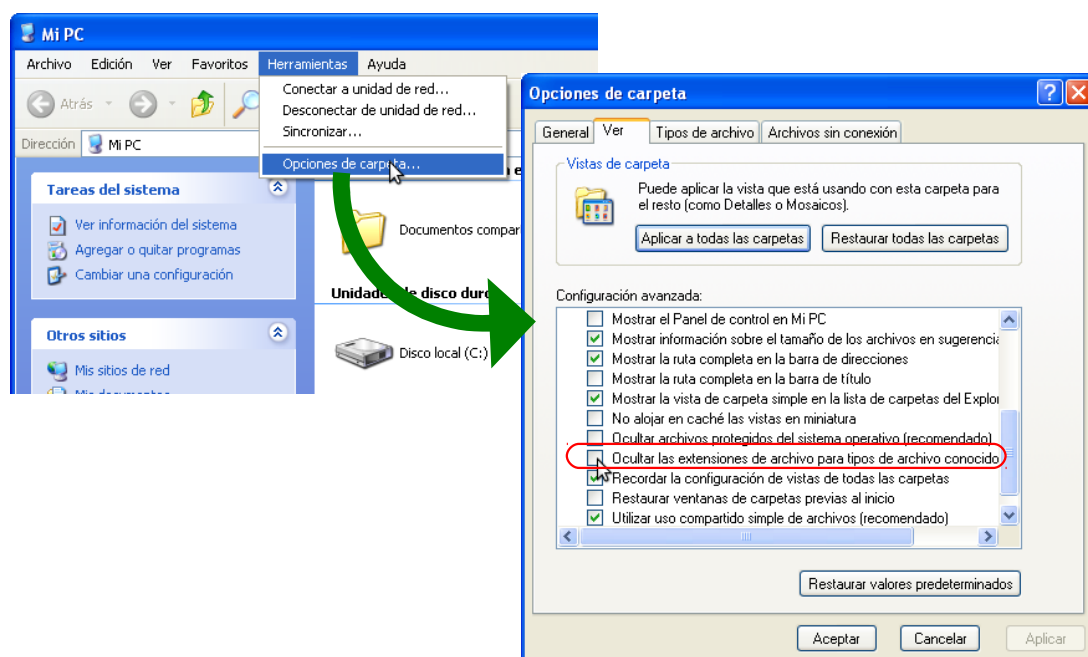 Mi PC
Archivo Edición Ver Favoritos Herramientas Ayuda
Atrás
Dirección Mi PC
Conectar a unidad de red...
Desconectar de unidad de red...
Sincronizar...
Opciones de carpeta...
Tareas del sistema
Ver información del sistema
Agregar o quitar programas
Cambiar una configuración
Otros sitios
Mis sitios de red
Mis documentos
Documentos compar
Unidades de disco duro
Disco local (C:)
Opciones de carpeta
General Ver Tipos de archivo Archivos sin conexión
Vistas de carpeta
Puede aplicar la vista que está usando con esta carpeta para
el resto (como Detalles o Mosaicos).
Aplicar a todas las carpetas Restaurar todas las carpetas
Configuración avanzada:
Mostrar el Panel de control en Mi PC
Mostrar información sobre el tamaño de los archivos en sugerencia
Mostrar la ruta completa en la barra de direcciones
Mostrar la ruta completa en la barra de título
Mostrar la vista de carpeta simple en la lista de carpetas del Explor
No alojar en caché las vistas en miniatura
Ocultar archivos protegidos del sistema operativo (recomendado)
Ocultar las extensiones de archivo para tipos de archivo conocido
Recordar la configuración de vistas de todas las carpetas
Restaurar ventanas de carpetas previas al inicio
Utilizar uso compartido simple de archivos (recomendado)
Restaurar valores predeterminados
Aceptar Cancelar Aplicar